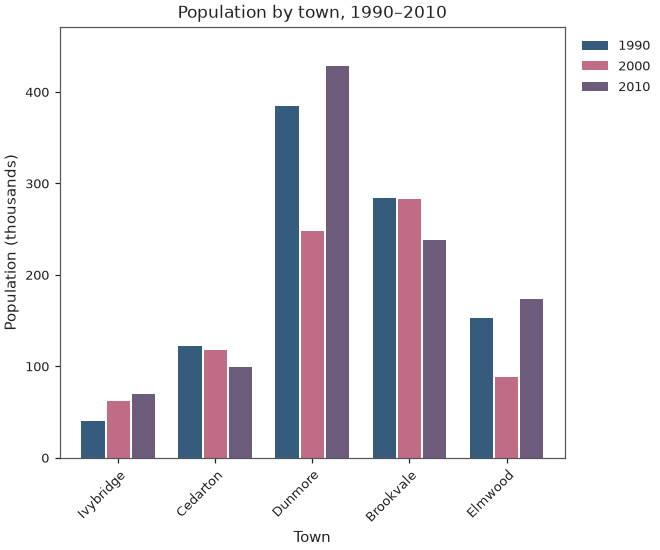 Population by town, 1990–2010
Population (thousands)
400
300
200
100
0
Ivybridge
Cedarton
Dunmore
Brookvale
Elmwood
Town
1990
2000
2010